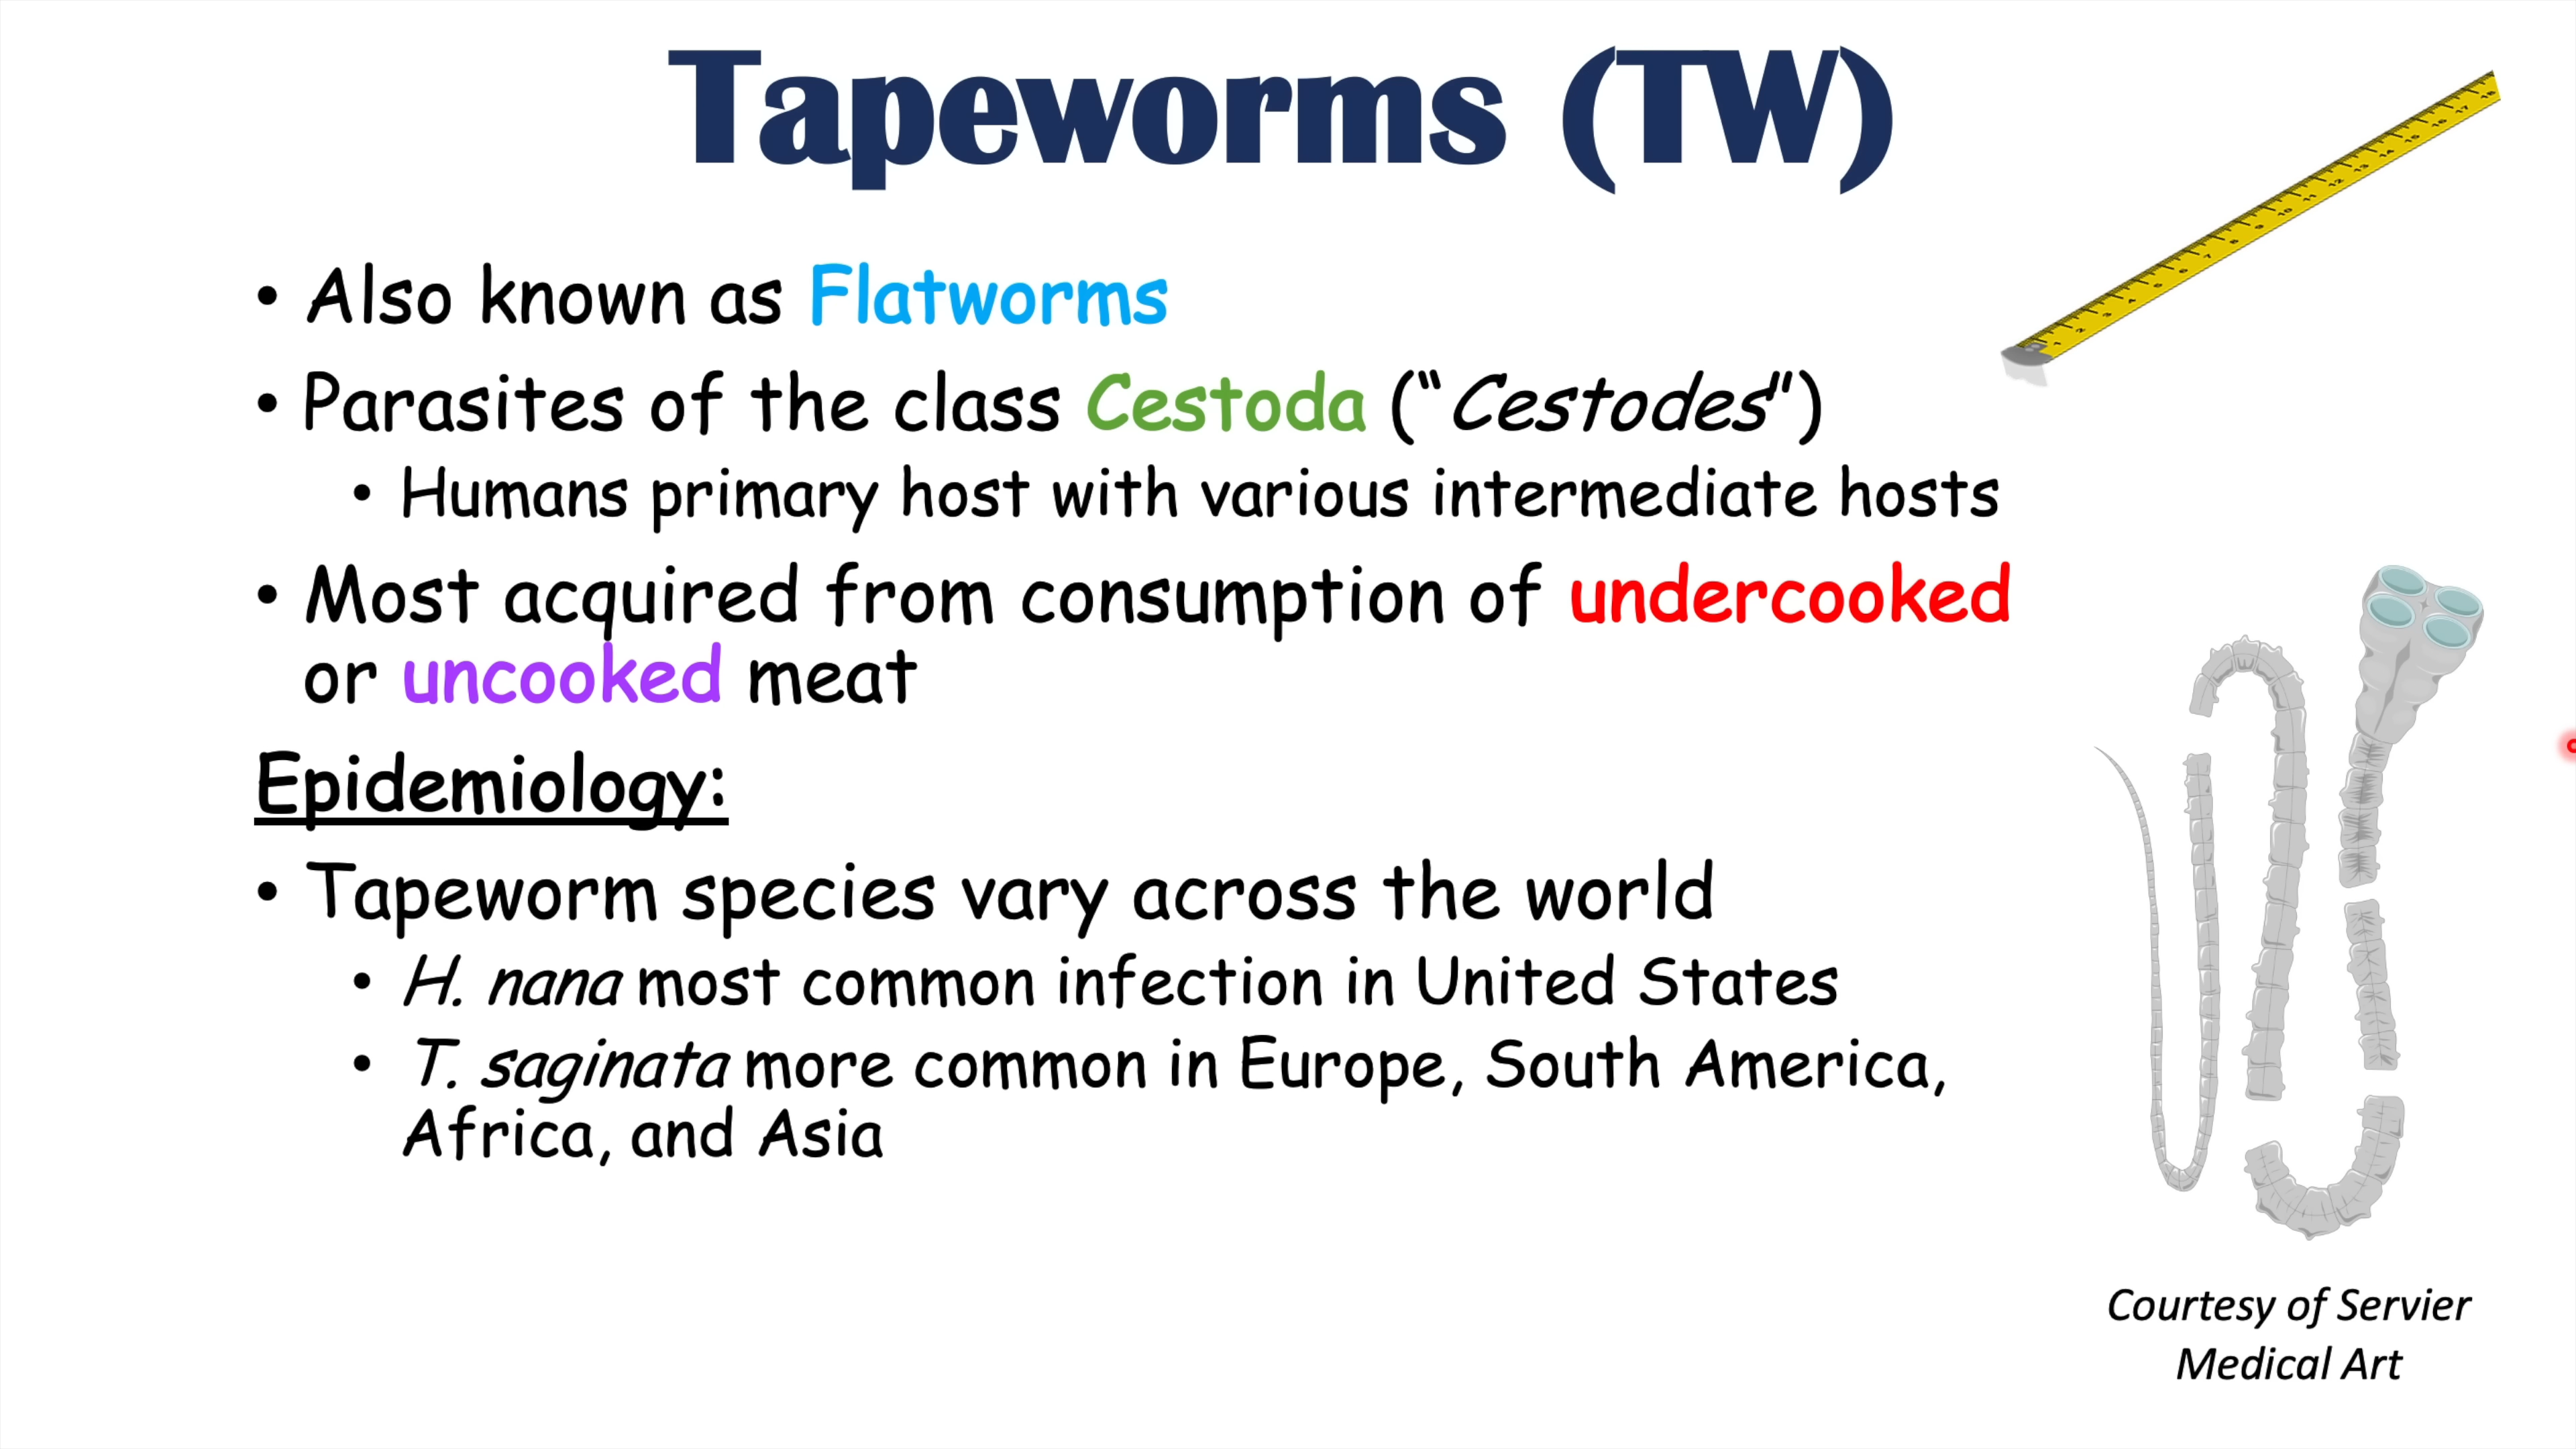 Tapeworms (TW)
• Also known as Flatworms
• Parasites of the class Cestoda (“Cestodes”)
• Humans primary host with various intermediate hosts
• Most acquired from consumption of undercooked
or uncooked meat
Epidemiology:
• Tapeworm species vary across the world
• H. nana most common infection in United States
• T. saginata more common in Europe, South America,
Africa, and Asia
Courtesy of Servier
Medical Art